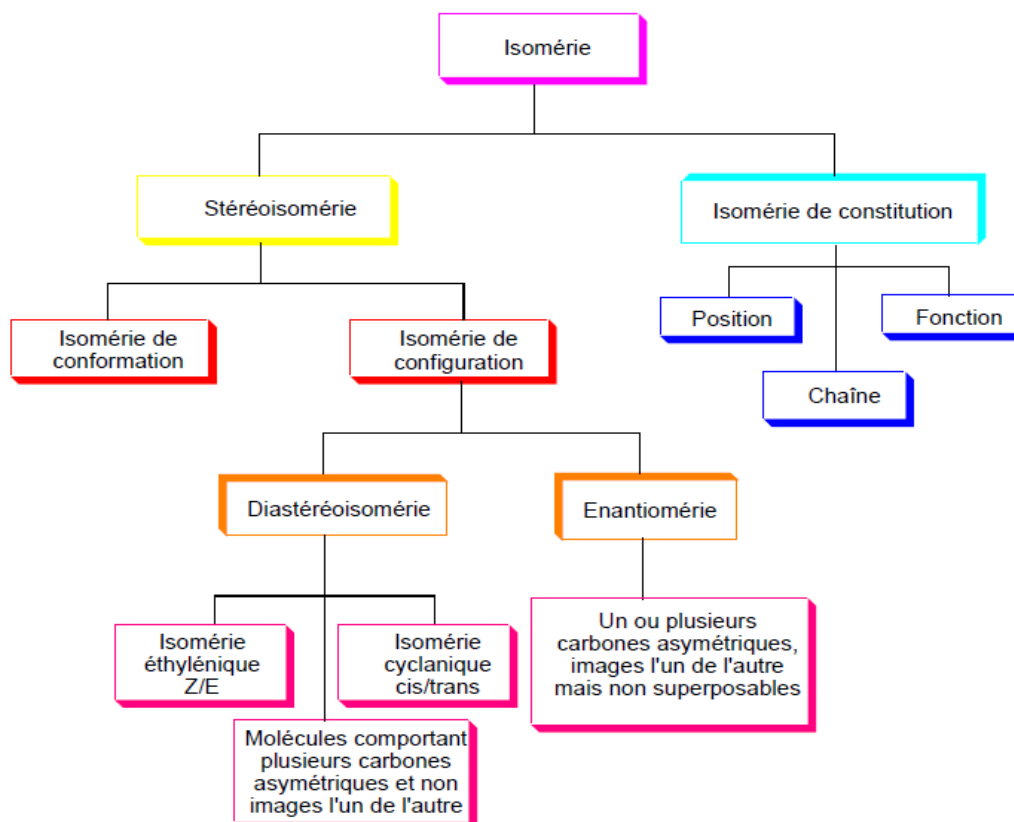 Isomérie
Stéréoisomérie
Isomérie de constitution
Isomérie de
conformation
Isomérie de
configuration
Position
Fonction
Chaîne
Diastéréoisomérie
Enantiomérie
Isomérie
éthylénique
Z/E
Isomérie
cyclanique
cis/trans
Un ou plusieurs
carbones asymétriques,
images l'un de l'autre
mais non superposables
Molécules comportant
plusieurs carbones
asymétriques et non
images l'un de l'autre